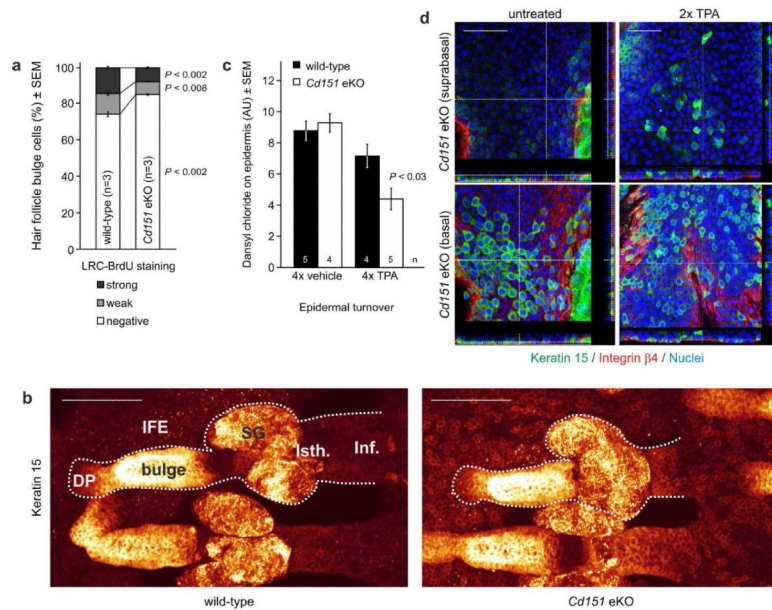 a
Hair follicle bulge cells (%) ± SEM
100
80
60
40
20
0
wild-type (n=3)
Cd151 eKO (n=3)
P < 0.002
P < 0.008
P < 0.002
LRC-BrdU staining
strong
weak
negative
c
wild-type
Cd151 eKO
Dansyl chloride on epidermis (AU) ± SEM
12
10
8
6
4
2
0
P < 0.03
5 4 4 5 n
4x vehicle 4x TPA
Epidermal turnover
d
untreated 2x TPA
Cd151 eKO (suprabasal)
Cd151 eKO (basal)
Keratin 15 / Integrin β4 / Nuclei
b
Keratin 15
IFE
SG
Isth.
Inf.
DP
bulge
wild-type
Cd151 eKO